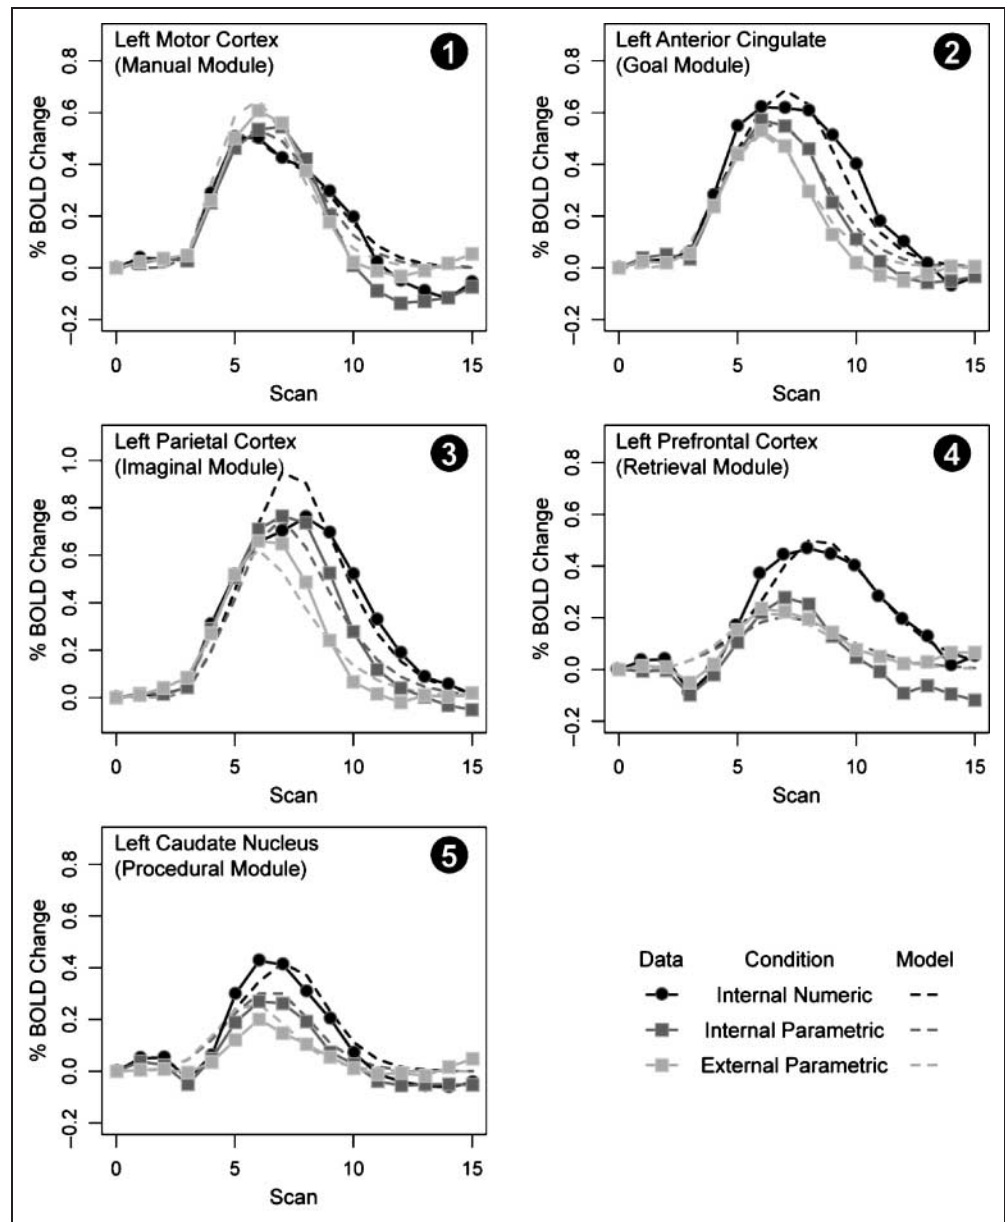 Left Motor Cortex
(Manual Module)
1
% BOLD Change
0.8
0.6
0.4
0.2
0.0
−0.2
0 5 10 15
Scan
Left Anterior Cingulate
(Goal Module)
2
% BOLD Change
0.8
0.6
0.4
0.2
0.0
−0.2
0 5 10 15
Scan
Left Parietal Cortex
(Imaginal Module)
3
% BOLD Change
1.0
0.8
0.6
0.4
0.2
0.0
0 5 10 15
Scan
Left Prefrontal Cortex
(Retrieval Module)
4
% BOLD Change
0.8
0.6
0.4
0.2
0.0
−0.2
0 5 10 15
Scan
Left Caudate Nucleus
(Procedural Module)
5
% BOLD Change
0.8
0.6
0.4
0.2
0.0
−0.2
0 5 10 15
Scan
Data Condition Model
Internal Numeric
Internal Parametric
External Parametric